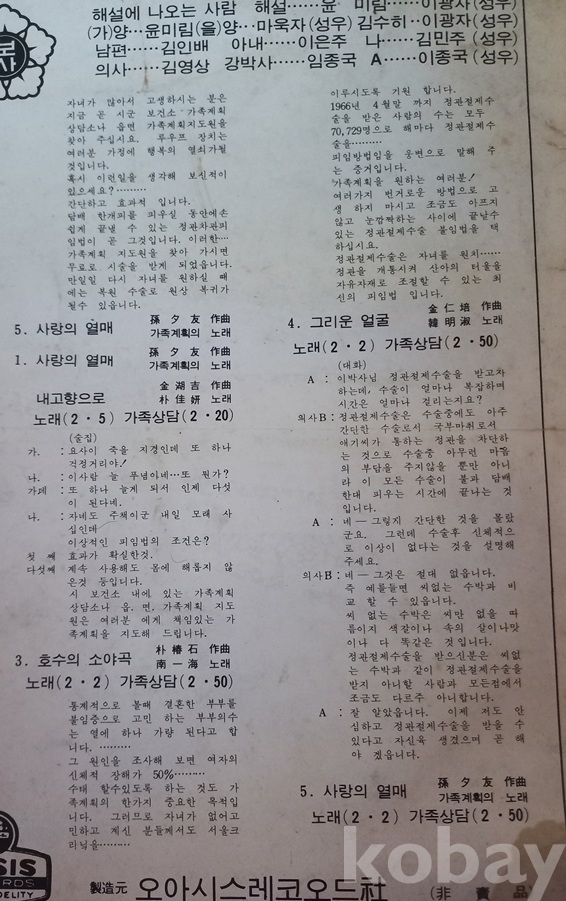 해설에 나오는 사람 해설……윤 미림……이광자(성우)
(가)양…윤미림(을)양…마욱자(성우) 김수히…이광자(성우)
남편……김인배 아내……이은주 나……김민주(성우)
의사……김영상 강박사……임종국 A……이종국(성우)
자녀가 많아서 고생하시는 분은
지금 곧 시군 보건소 가족계획
상담소나 읍면 가족계획지도원을
찾아 주십시요. 루우프 장치는
여러분 가정에 행복의 열쇠가될
것입니다.
혹시 이런일을 생각해 보신적이
있으세요?………
간단하고 효과적 입니다.
담배 한개피를 피우실 동안에손
쉽게 끝낼 수 있는 정관차관피
임법이 곧 그것입니다. 이러한…
가족계획 지도원을 찾아 가시면
무료로 시술을 받게 되었읍니다.
만일일 다시 자녀를 원하실 때
에는 복원 수술로 원상 복귀가
될수 있읍니다.
5. 사랑의 열매 孫夕友 作曲
가족계획의 노래
1. 사랑의 열매 孫夕友 作曲
가족계획의 노래
내고향으로 金湖吉 作曲
朴佳妍 노래
노래(2·5) 가족상담(2·20)
(술집)
가. :요사이 죽을 지경인데 또 하나
걱정거리야!
나. :이사람 늘 푸념아네…또 뭔가?
가페 :또 하나 늘게 되서 인제 다섯
이 된다네.
나. :자네도 주책이군 내일 모래 사
십인데
이상적인 피임법의 조건은?
첫 째 효과가 확실한것.
다섯째 계속 사용해도 몸에 해롭지 않
은것 등입니다.
시 보건소 내에 있는 가족계획
상담소나 읍. 면. 가족계획 지도
원은 여러분 에게 책임있는 가
족계획을 지도해 드립니다.
3. 호수의 소야곡 朴椿石 作曲
南一海 노래
노래(2·2) 가족상담(2·50)
통계적으로 볼때 결혼한 부부를
불임증으로 고민 하는 부부의수
는 열에 하나 가량 된다고 합
니다. ………
그 원인을 조사해 보면 여자의
신체적 장해가 50%………
수태 할수있도록 하는 것도 가
족계획의 한가지 중요한 목적입
니다. 그러므로 자녀가 없어고
민하고 계신 분들께서도 서울크
리닉을………
이루시도록 기원 합니다.
1966년 4월말 까지 정관절제수
술을 받은 사람의 수는 모두
70,729명으로 해마다 정관절제수
술을………
피임방법임을 웅변으로 말해 주
는 증거입니다.
가족계획을 원하는 여러분!
여러가지 번거로운 방법으로 고
생 하지 마시고 조금도 아프지
않고 눈깜짝하는 사이에 끝날수
있는 정관절제수술 불임법을 택
하십시요.
정관절제수술은 자녀를 원치……
정관을 개통시켜 산아의 터울을
자유자재로 조절할 수 있는 최
신의 피임법 입니다.
4. 그리운 얼굴 金仁培 作曲
韓明淑 노래
노래(2·2) 가족상담(2·50)
(대화)
A :이박사님 정관절제수술을 받고자
하는데, 수술이 얼마나 복잡하며
시간은 얼마나 걸리는지요?
의사B :정관절제수술은 수술중에도 아주
간단한 수술로서 국부마취로서
애기씨가 통하는 정관을 차단하
는 것으로 수술중 아무런 마음
의 부담을 주지않을 뿐만 아니
라 이 모든 수술이 불과 담배
한대 피우는 시간에 끝나는 것
입니다.
A :네—그렇지 간단한 것을 몰랐
군요. 그런데 수술후 신체적으
로 이상이 없다는 것을 설명해
주세요.
의사B :네—그것은 절대 없읍니다.
즉 예를들면 씨없는 수박과 비
교 할 수 있읍니다.
씨 없는 수박은 씨만 없을 따
름이지 색갈이나 속의 살이나맛
이나 다 똑같은 것입니다.
정관절제수술을 받으신분은 씨없
는 수박과 같이 정관절제수술을
받지 아니할 사람과 모든점에서
조금도 다르주 아니합니다.
A :잘 알았읍니다. 이제 저도 안
심하고 정관절제수술을 받을 수
있다고 자신육 생겼으며 곧 해
야 겠읍니다.
5. 사랑의 열매 孫夕友 作曲
가족계획의 노래
노래(2·2) 가족상담(2·50)
kobay
SIS
RDS
DELITY
製造元 오아시스레코오드社 (非賣品)